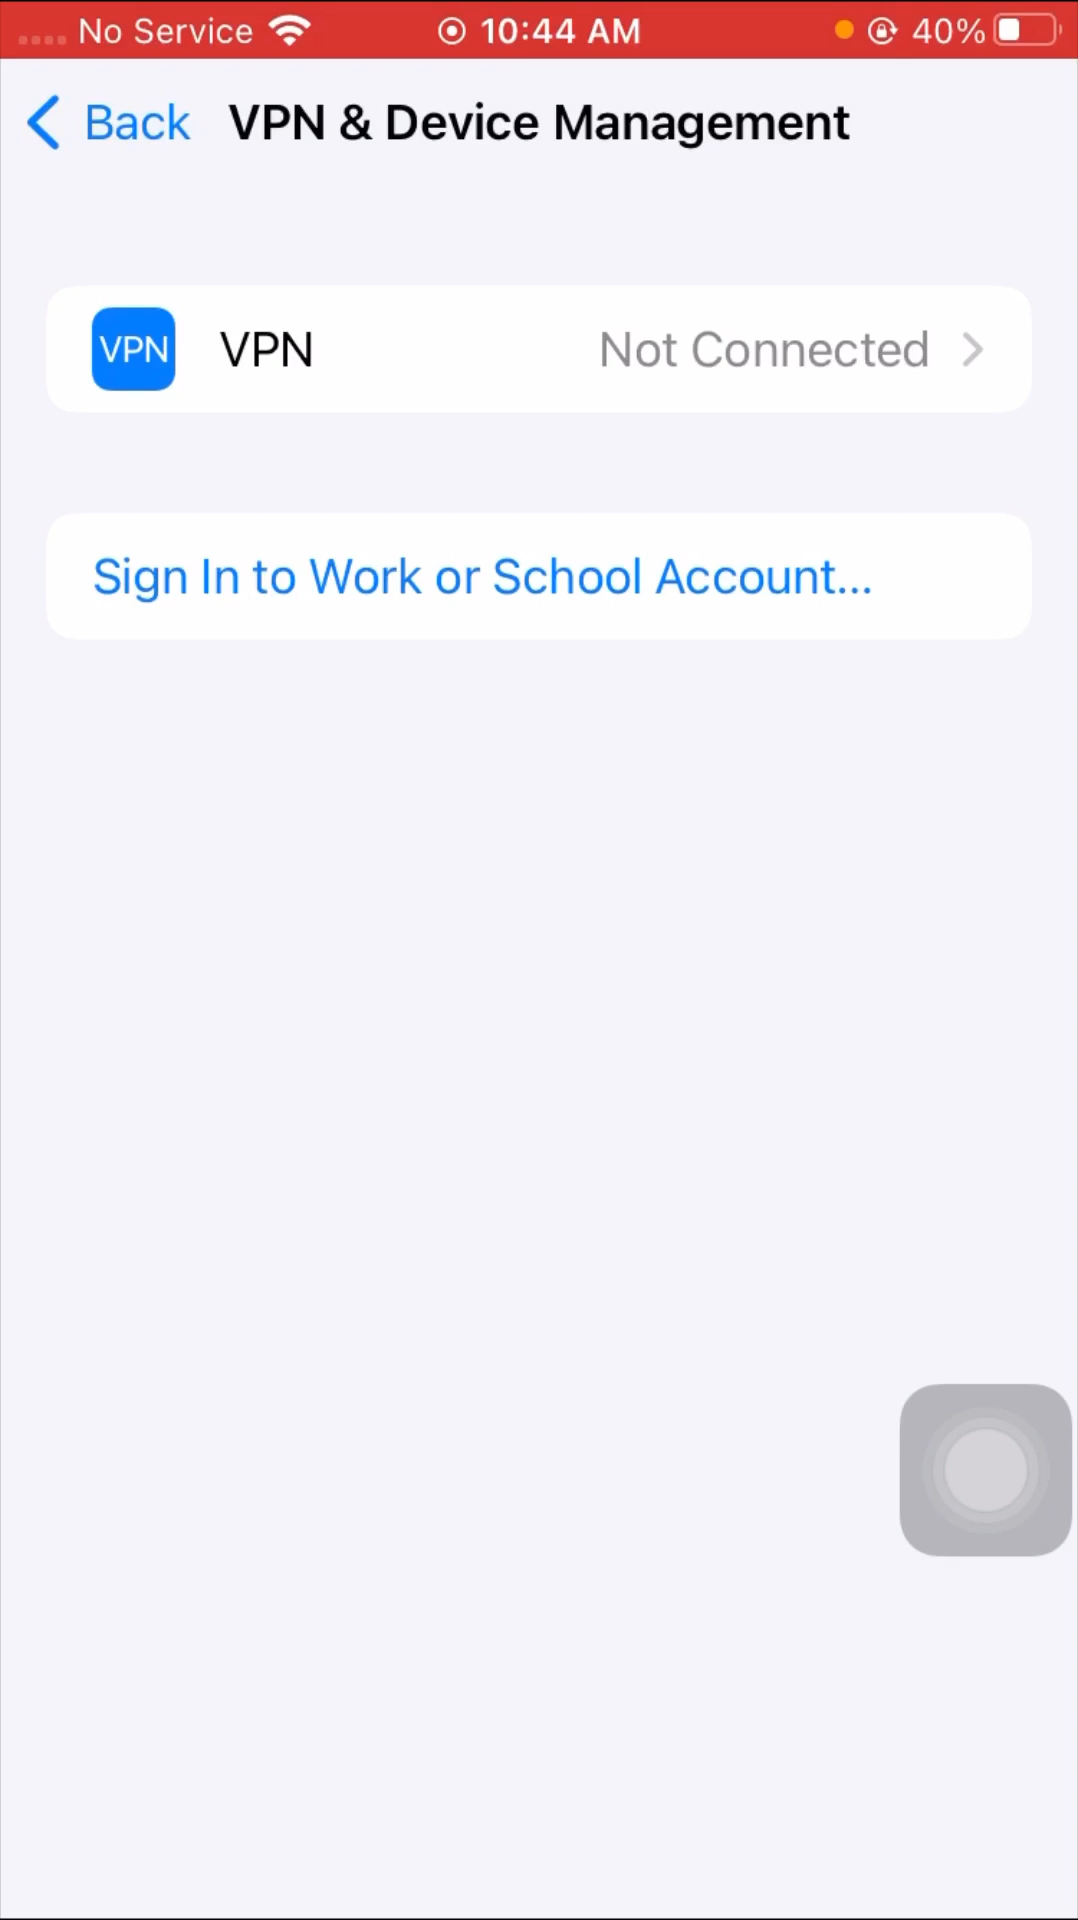 No Service 10:44 AM 40%
Back VPN & Device Management
VPN VPN Not Connected
Sign In to Work or School Account...